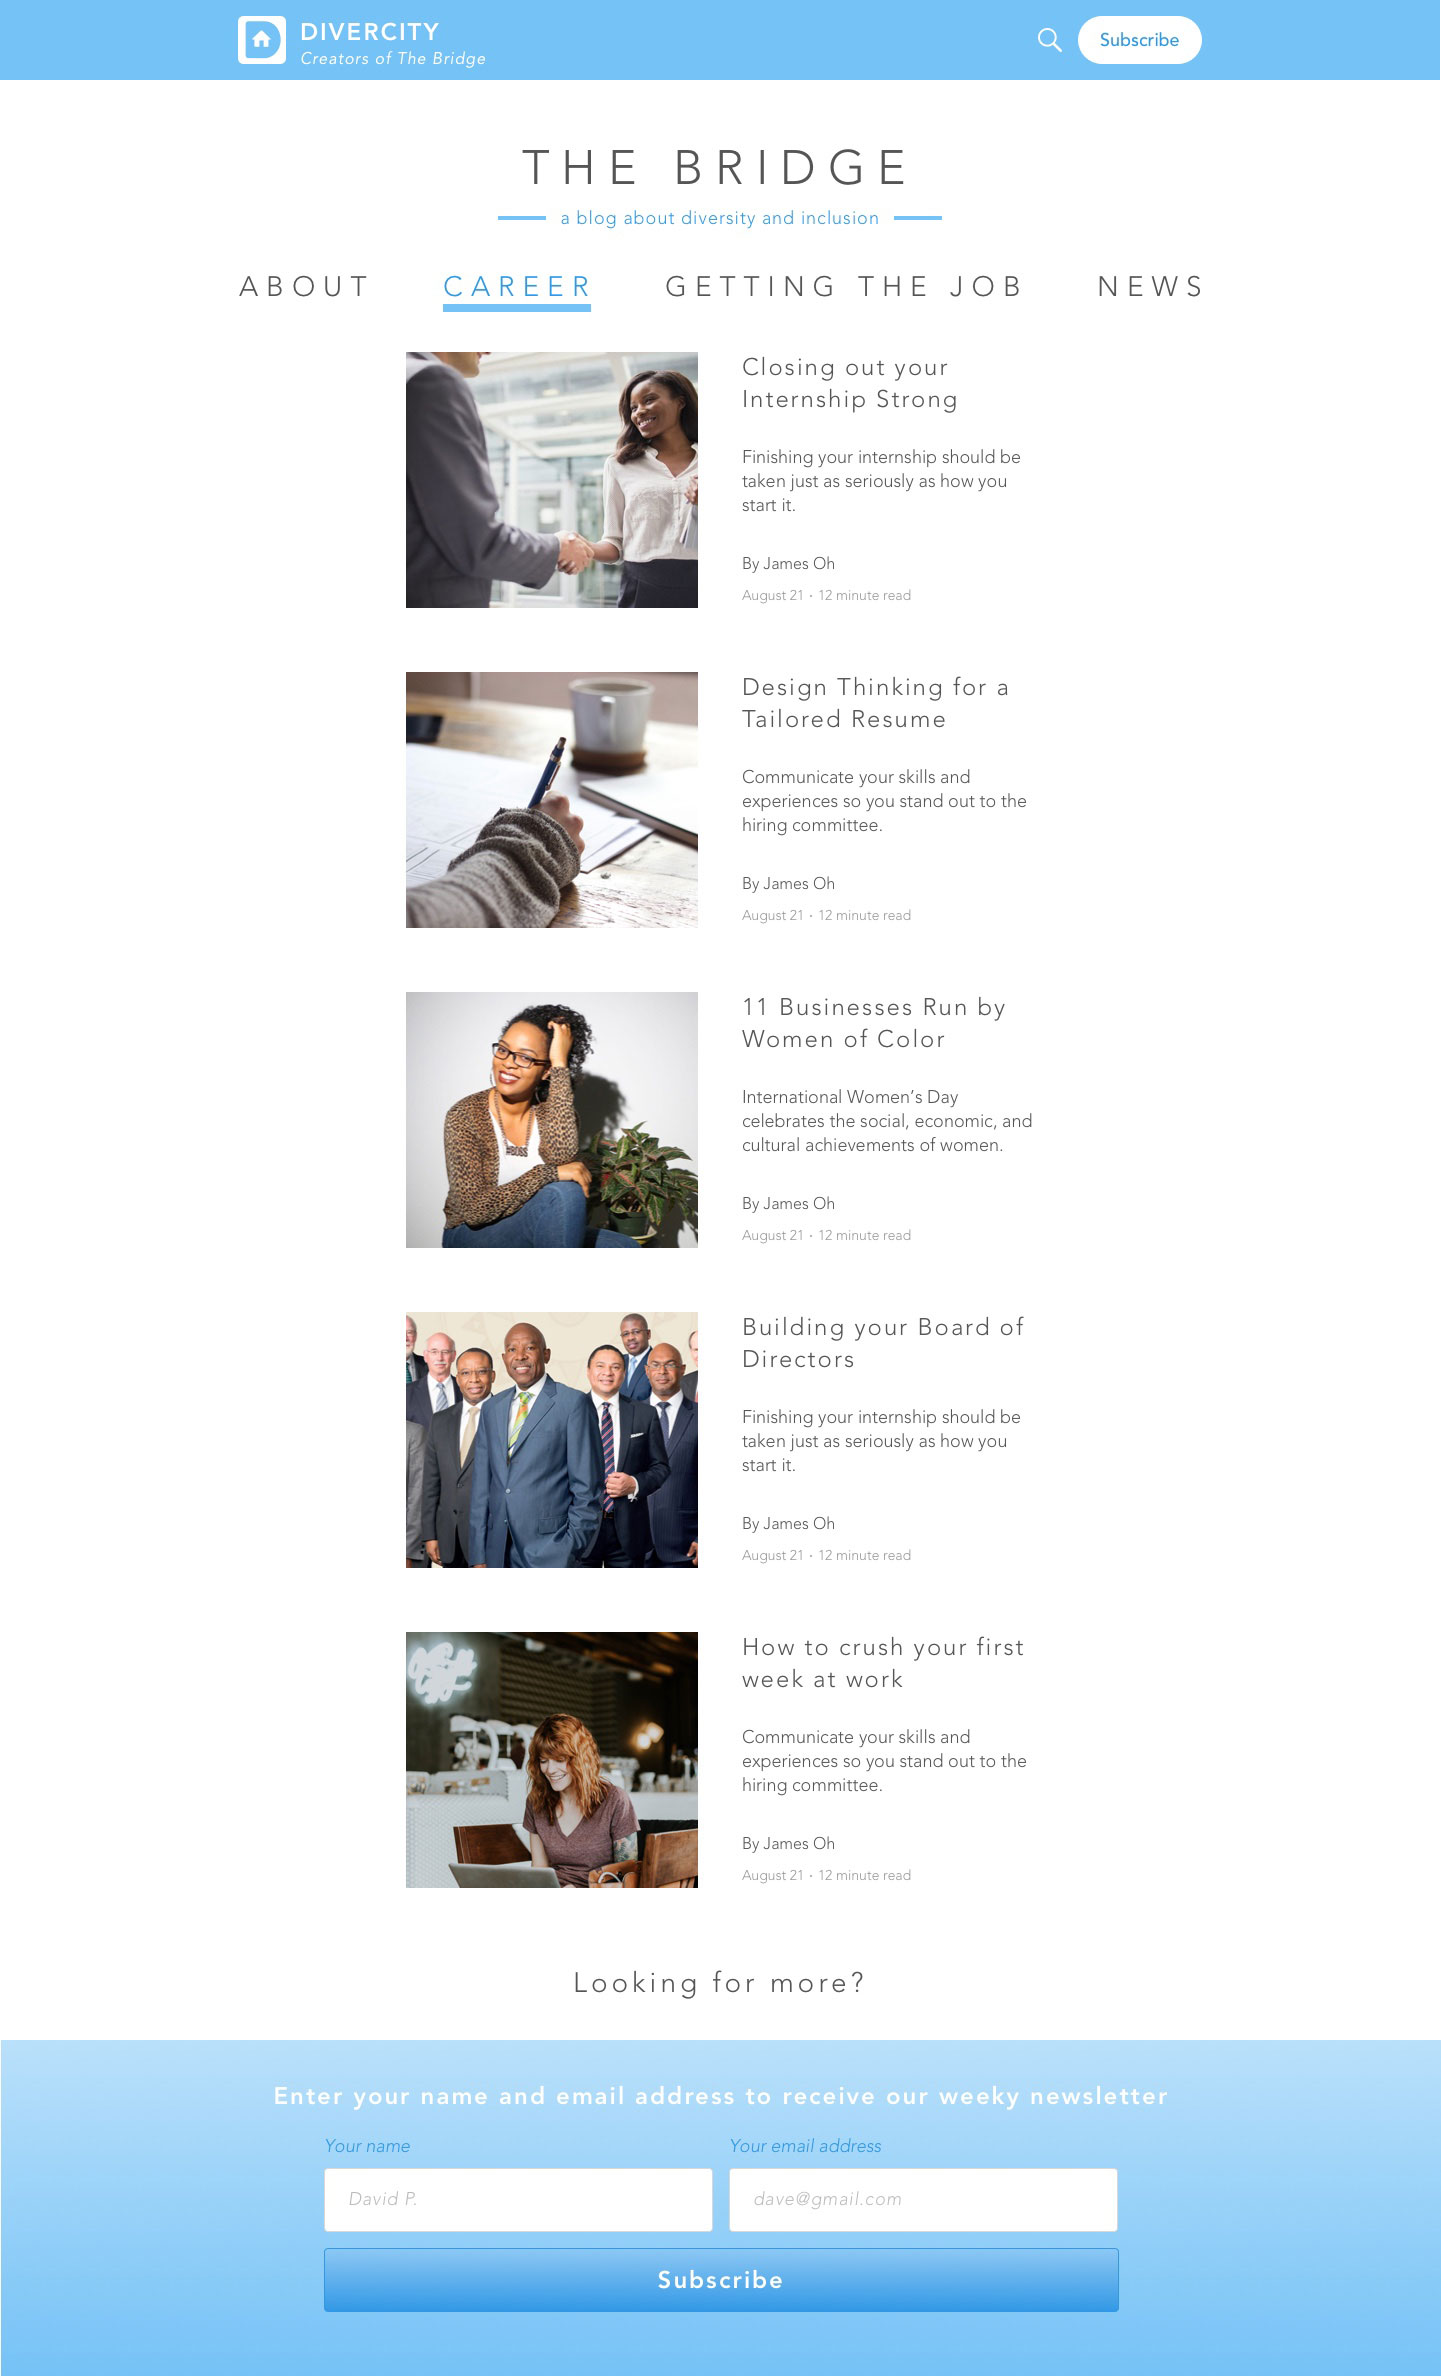 DIVERCITY
Creators of The Bridge
Subscribe
THE BRIDGE
a blog about diversity and inclusion
ABOUT CAREER GETTING THE JOB NEWS
Closing out your
Internship Strong
Finishing your internship should be
taken just as seriously as how you
start it.
By James Oh
August 21 · 12 minute read
Design Thinking for a
Tailored Resume
Communicate your skills and
experiences so you stand out to the
hiring committee.
By James Oh
August 21 · 12 minute read
11 Businesses Run by
Women of Color
International Women’s Day
celebrates the social, economic, and
cultural achievements of women.
By James Oh
August 21 · 12 minute read
Building your Board of
Directors
Finishing your internship should be
taken just as seriously as how you
start it.
By James Oh
August 21 · 12 minute read
How to crush your first
week at work
Communicate your skills and
experiences so you stand out to the
hiring committee.
By James Oh
August 21 · 12 minute read
Looking for more?
Enter your name and email address to receive our weeky newsletter
Your name
Your email address
David P.
dave@gmail.com
Subscribe